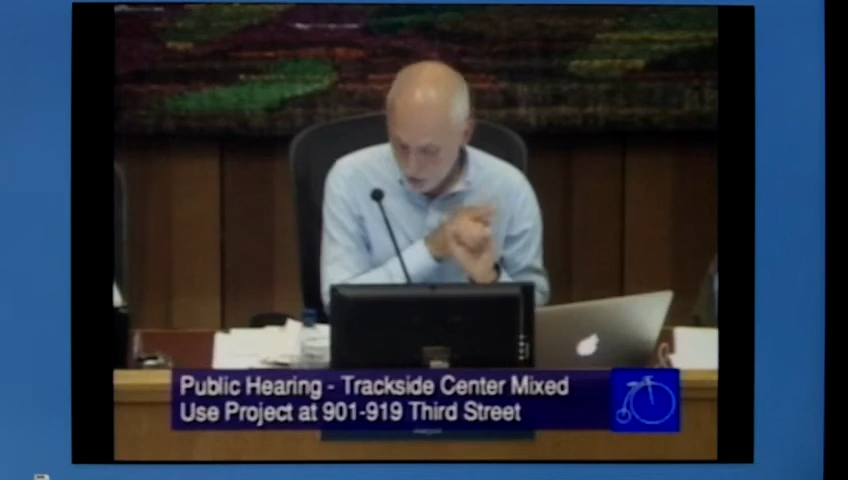 Public Hearing - Trackside Center Mixed
Use Project at 901-919 Third Street